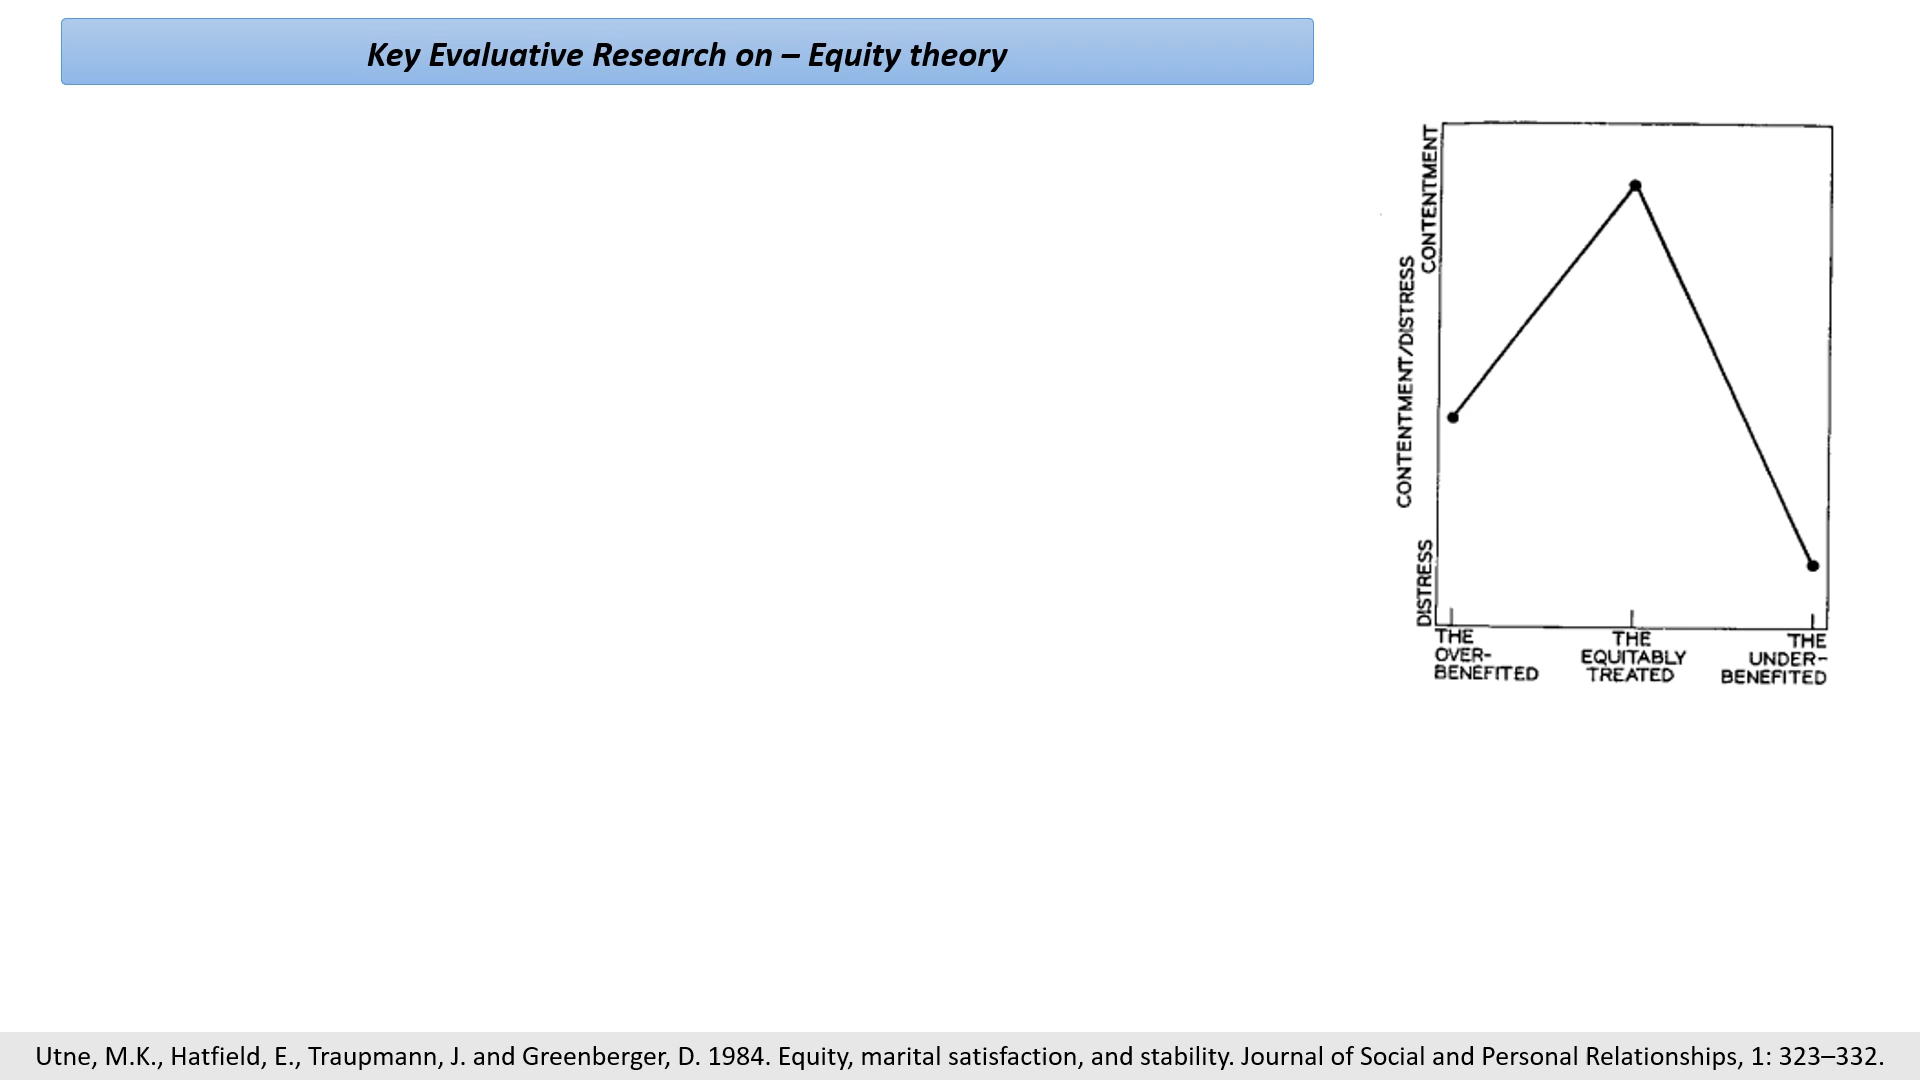 Key Evaluative Research on – Equity theory
CONTENTMENT
CONTENTMENT/DISTRESS
DISTRESS
THE
OVER-
BENEFITED
THE
EQUITABLY
TREATED
THE
UNDER-
BENEFITED
Utne, M.K., Hatfield, E., Traupmann, J. and Greenberger, D. 1984. Equity, marital satisfaction, and stability. Journal of Social and Personal Relationships, 1: 323–332.